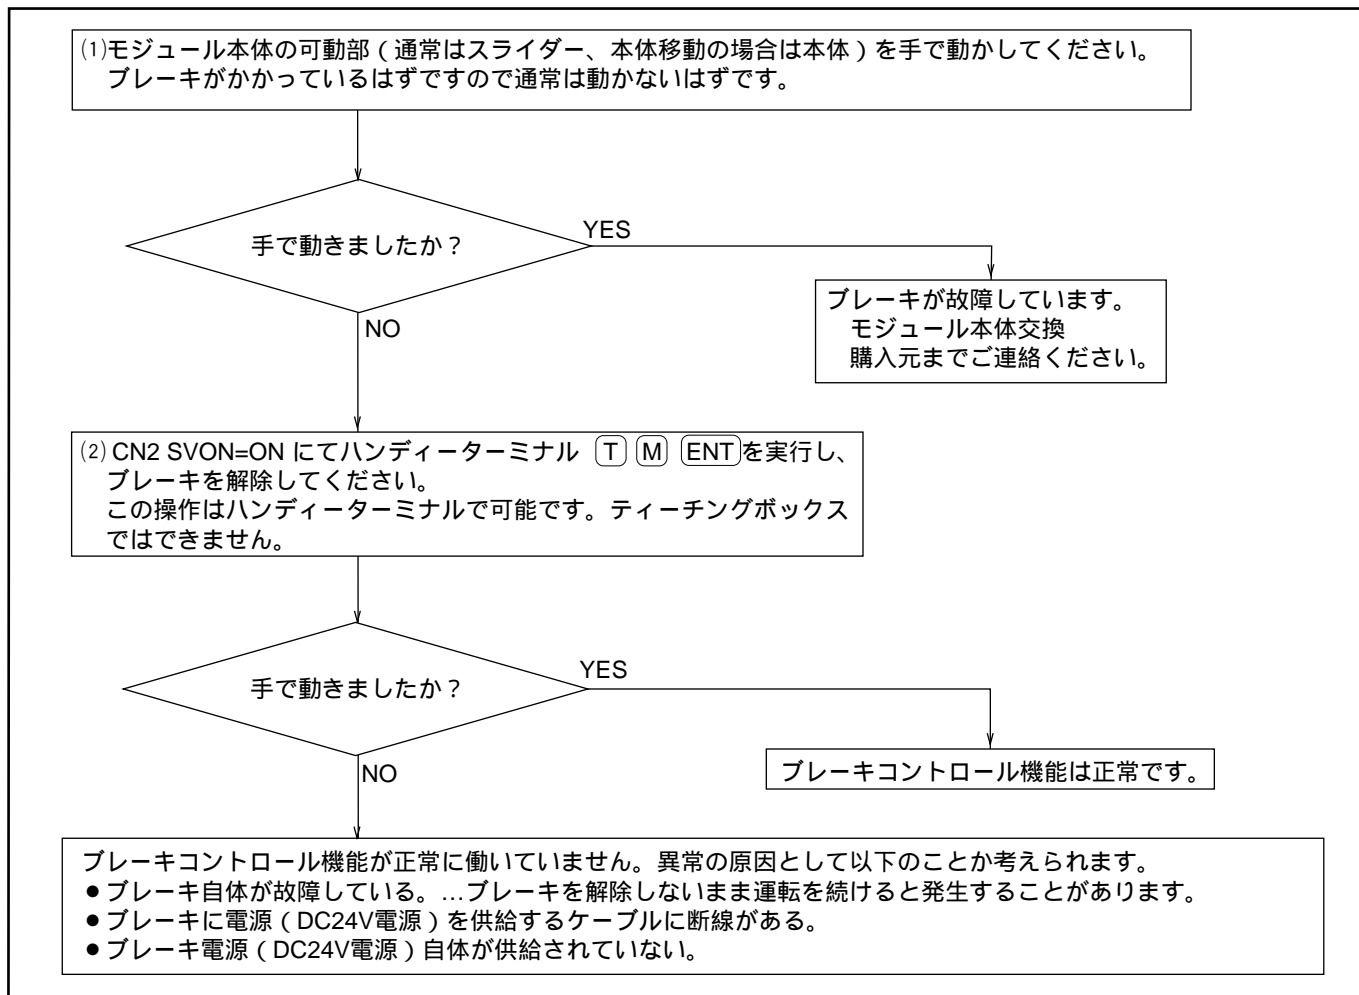 ⑴モジュール本体の可動部（通常はスライダー、本体移動の場合は本体）を手で動かしてください。
ブレーキがかかっているはずですので通常は動かないはずです。
手で動きましたか？
YES
ブレーキが故障しています。
モジュール本体交換
購入元までご連絡ください。
NO
⑵ CN2 SVON=ON にてハンディーターミナル T M ENTを実行し、
ブレーキを解除してください。
この操作はハンディーターミナルで可能です。ティーチングボックス
ではできません。
手で動きましたか？
YES
ブレーキコントロール機能は正常です。
NO
ブレーキコントロール機能が正常に働いていません。異常の原因として以下のことか考えられます。
●ブレーキ自体が故障している。…ブレーキを解除しないまま運転を続けると発生することがあります。
●ブレーキに電源（DC24V電源）を供給するケーブルに断線がある。
●ブレーキ電源（DC24V電源）自体が供給されていない。